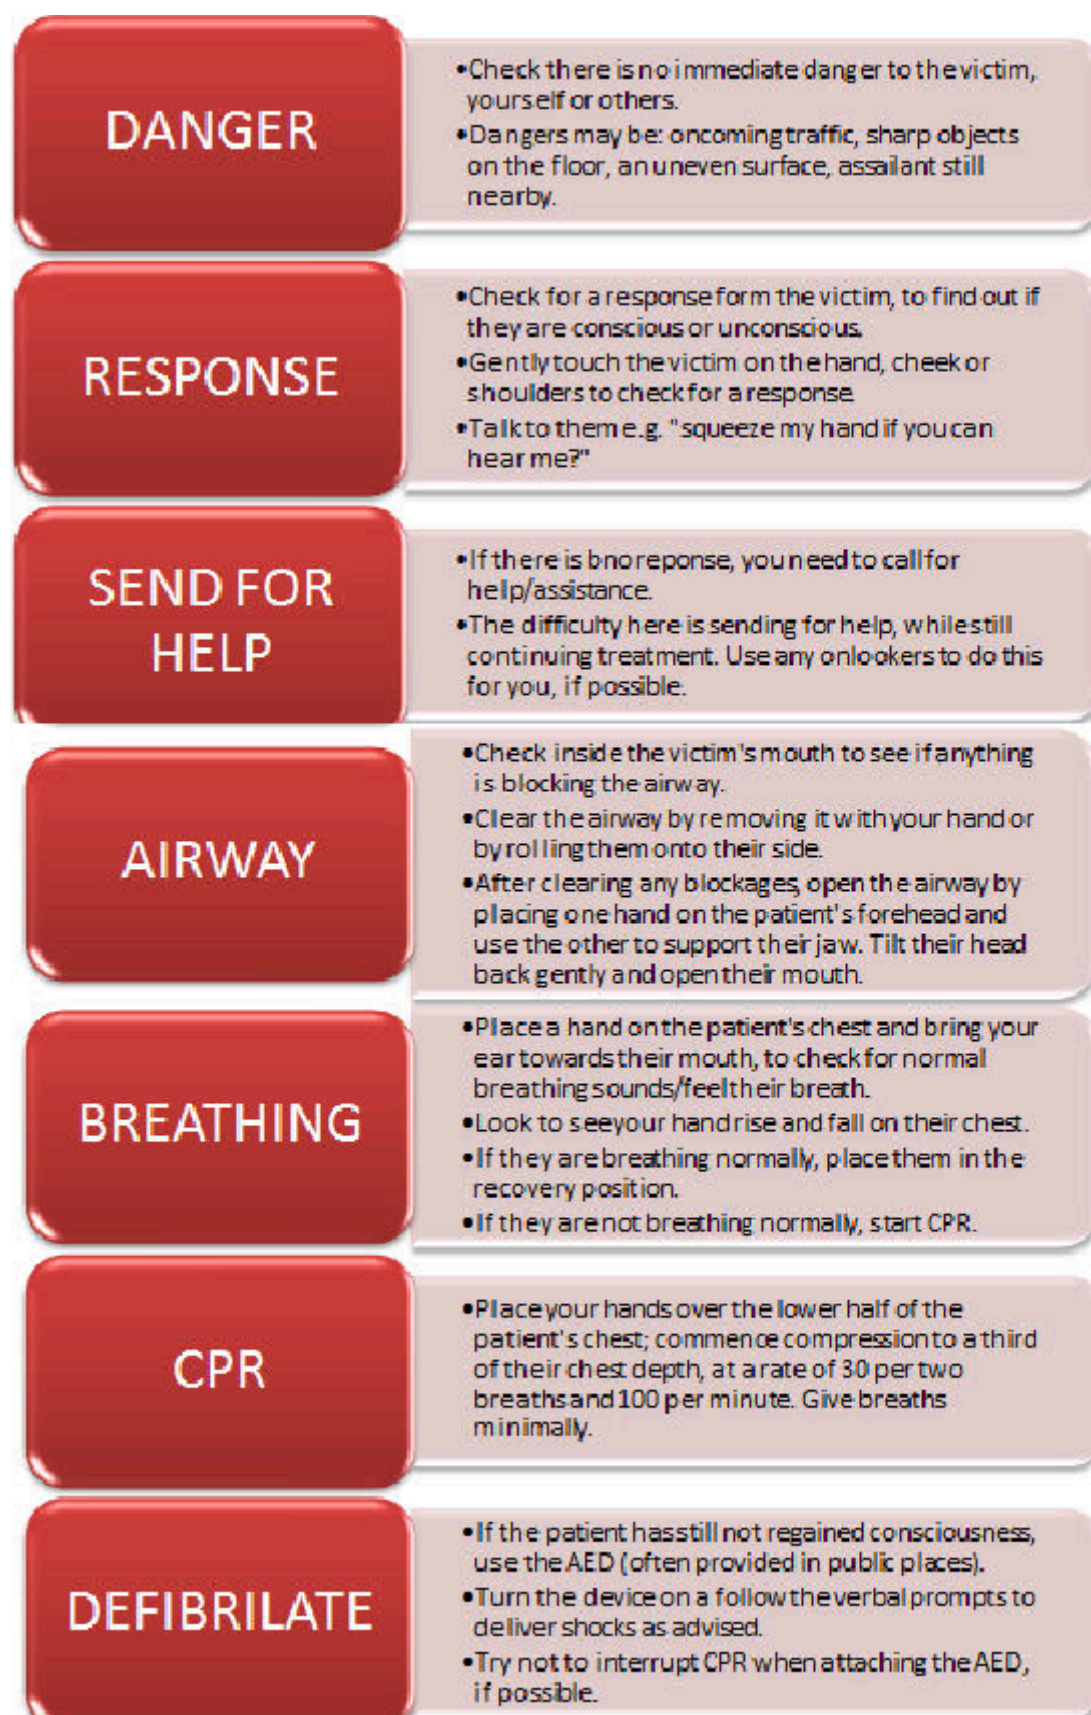 DANGER
•Check there is no immediate danger to the victim,
yourself or others.
•Dangers may be: oncoming traffic, sharp objects
on the floor, an uneven surface, assailant still
nearby.
RESPONSE
•Check for a response form the victim, to find out if
they are conscious or unconscious.
•Gently touch the victim on the hand, cheek or
shoulders to check for a response.
•Talk to them e.g. "squeeze my hand if you can
hear me?"
SEND FOR
HELP
•If there is bno reponse, you need to call for
help/assistance.
•The difficulty here is sending for help, while still
continuing treatment. Use any onlookers to do this
for you, if possible.
AIRWAY
•Check inside the victim's mouth to see if anything
is blocking the airway.
•Clear the airway by removing it with your hand or
by rolling them onto their side.
•After clearing any blockages, open the airway by
placing one hand on the patient's forehead and
use the other to support their jaw. Tilt their head
back gently and open their mouth.
BREATHING
•Place a hand on the patient's chest and bring your
ear towards their mouth, to check for normal
breathing sounds/feel their breath.
•Look to see your hand rise and fall on their chest.
•If they are breathing normally, place them in the
recovery position.
•If they are not breathing normally, start CPR.
CPR
•Place your hands over the lower half of the
patient's chest; commence compression to a third
of their chest depth, at a rate of 30 per two
breaths and 100 per minute. Give breaths
minimally.
DEFIBRILATE
•If the patient has still not regained consciousness,
use the AED (often provided in public places).
•Turn the device on a follow the verbal prompts to
deliver shocks as advised.
•Try not to interrupt CPR when attaching the AED,
if possible.